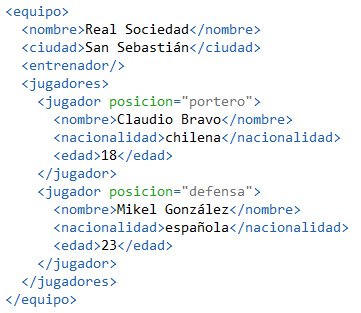 <equipo>
  <nombre>Real Sociedad</nombre>
  <ciudad>San Sebastián</ciudad>
  <entrenador/>
  <jugadores>
    <jugador posicion="portero">
      <nombre>Claudio Bravo</nombre>
      <nacionalidad>chilena</nacionalidad>
      <edad>18</edad>
    </jugador>
    <jugador posicion="defensa">
      <nombre>Mikel González</nombre>
      <nacionalidad>española</nacionalidad>
      <edad>23</edad>
    </jugador>
  </jugadores>
</equipo>